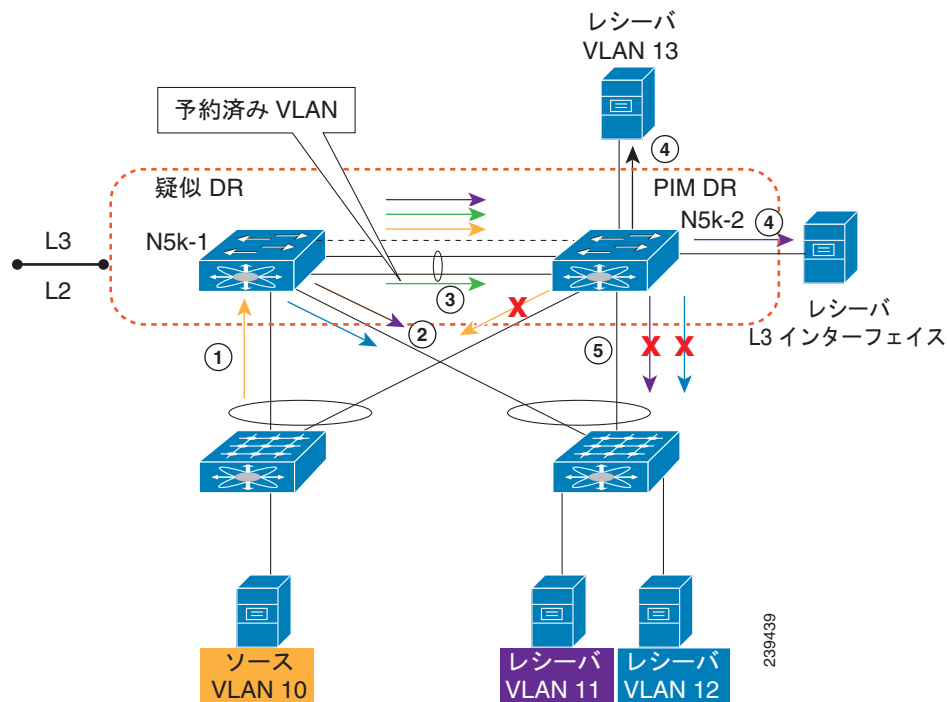 レシーバ
VLAN 13
予約済み VLAN
4
疑似 DR
PIM DR
N5k-1
N5k-2
4
L3
L2
3
X
2
レシーバ
L3 インターフェイス
1
5
X
X
ソース
VLAN 10
レシーバ
VLAN 11
レシーバ
VLAN 12
239439